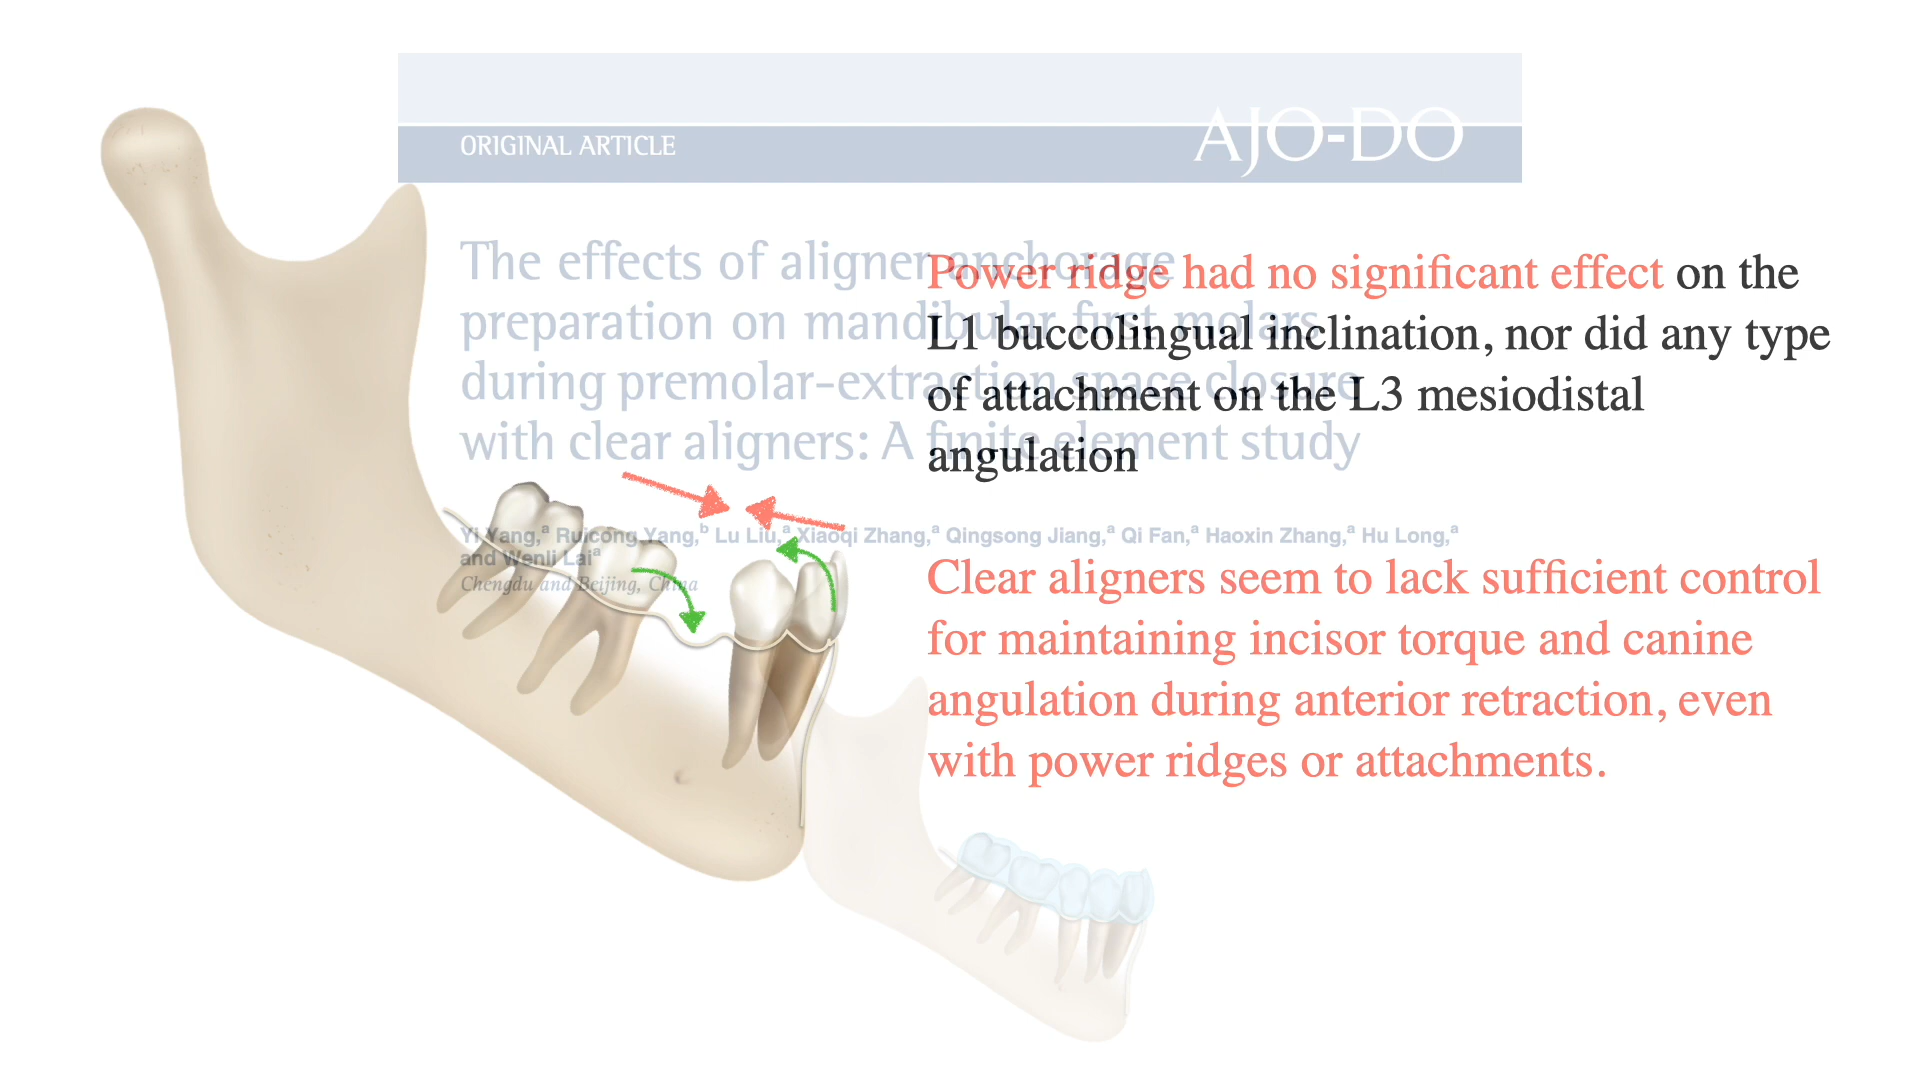 ORIGINAL ARTICLE
AJO-DO
The effects of aligner anchorage
preparation on mandibular first molars
during premolar-extraction space closure
with clear aligners: A finite element study
Yi Yang,ᵃ Ruicong Yang,ᵇ Lu Liu,ᵃ Xiaoqi Zhang,ᵃ Qingsong Jiang,ᵃ Qi Fan,ᵃ Haoxin Zhang,ᵃ Hu Long,ᵃ
and Wenli Laiᵃ
Chengdu and Beijing, China
Power ridge had no significant effect on the
L1 buccolingual inclination, nor did any type
of attachment on the L3 mesiodistal
angulation
Clear aligners seem to lack sufficient control
for maintaining incisor torque and canine
angulation during anterior retraction, even
with power ridges or attachments.